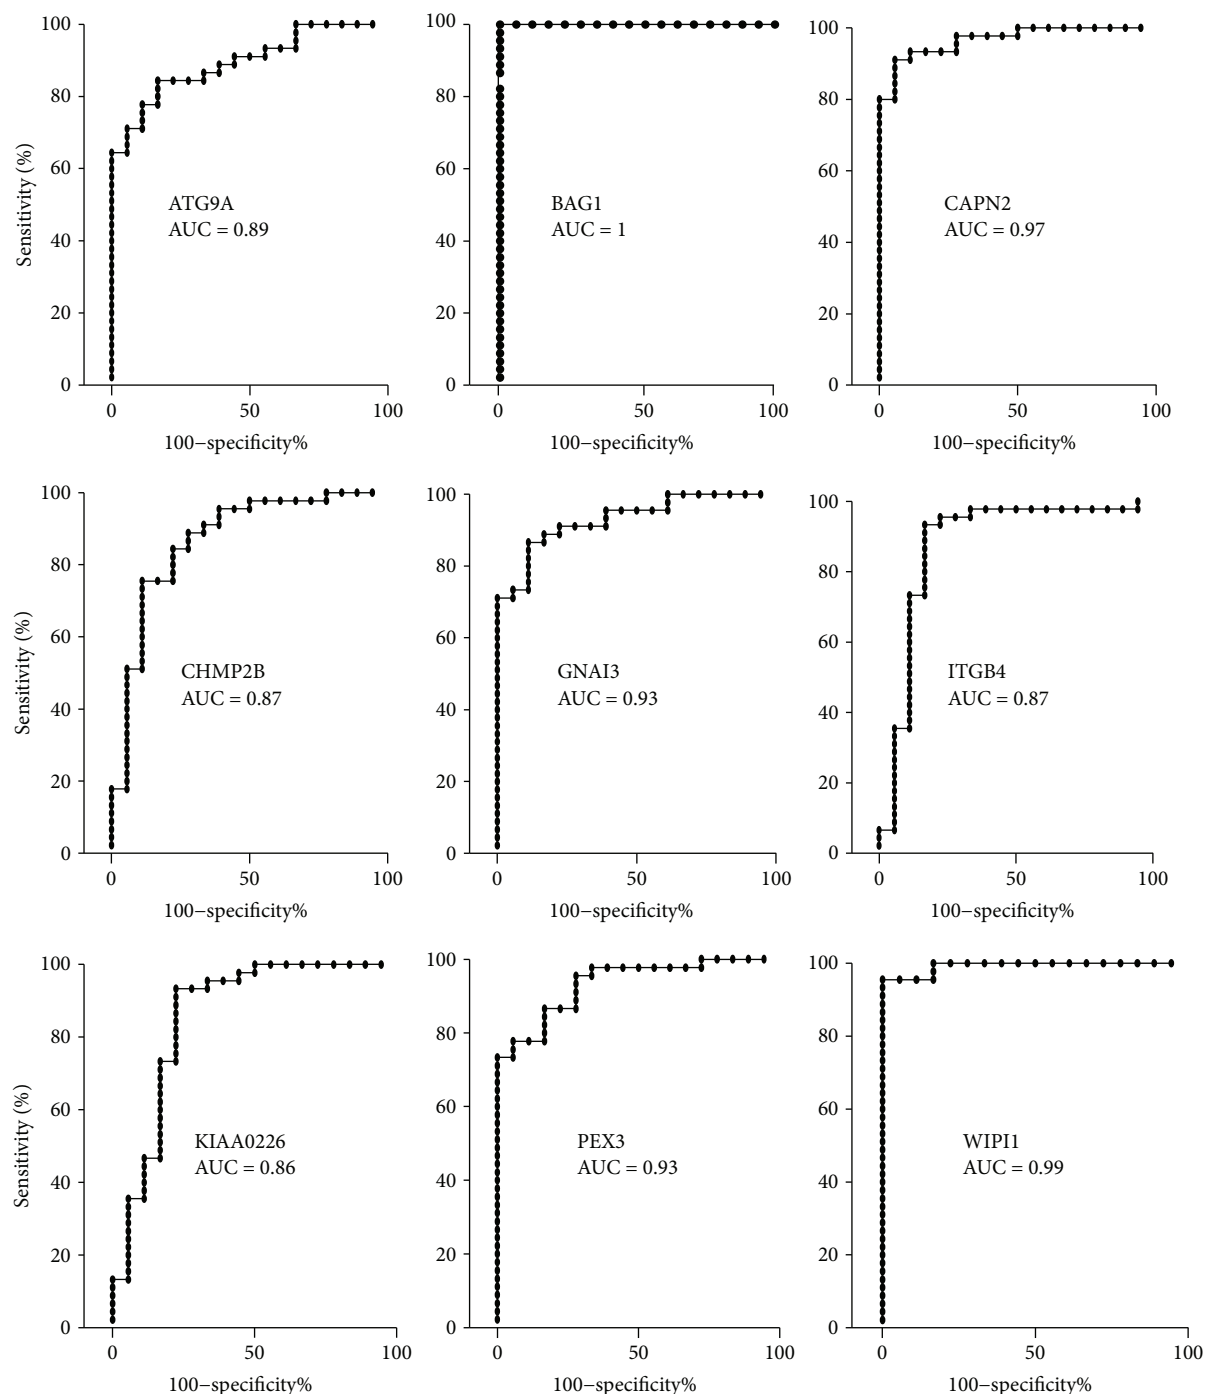 100
80
60
40
20
0
Sensitivity (%)
ATG9A
AUC = 0.89
0
50
100
100−specificity%
100
80
60
40
20
0
BAG1
AUC = 1
0
50
100
100−specificity%
100
80
60
40
20
0
CAPN2
AUC = 0.97
0
50
100
100−specificity%
100
80
60
40
20
0
Sensitivity (%)
CHMP2B
AUC = 0.87
0
50
100
100−specificity%
100
80
60
40
20
0
GNAI3
AUC = 0.93
0
50
100
100−specificity%
100
80
60
40
20
0
ITGB4
AUC = 0.87
0
50
100
100−specificity%
100
80
60
40
20
0
Sensitivity (%)
KIAA0226
AUC = 0.86
0
50
100
100−specificity%
100
80
60
40
20
0
PEX3
AUC = 0.93
0
50
100
100−specificity%
100
80
60
40
20
0
WIPI1
AUC = 0.99
0
50
100
100−specificity%